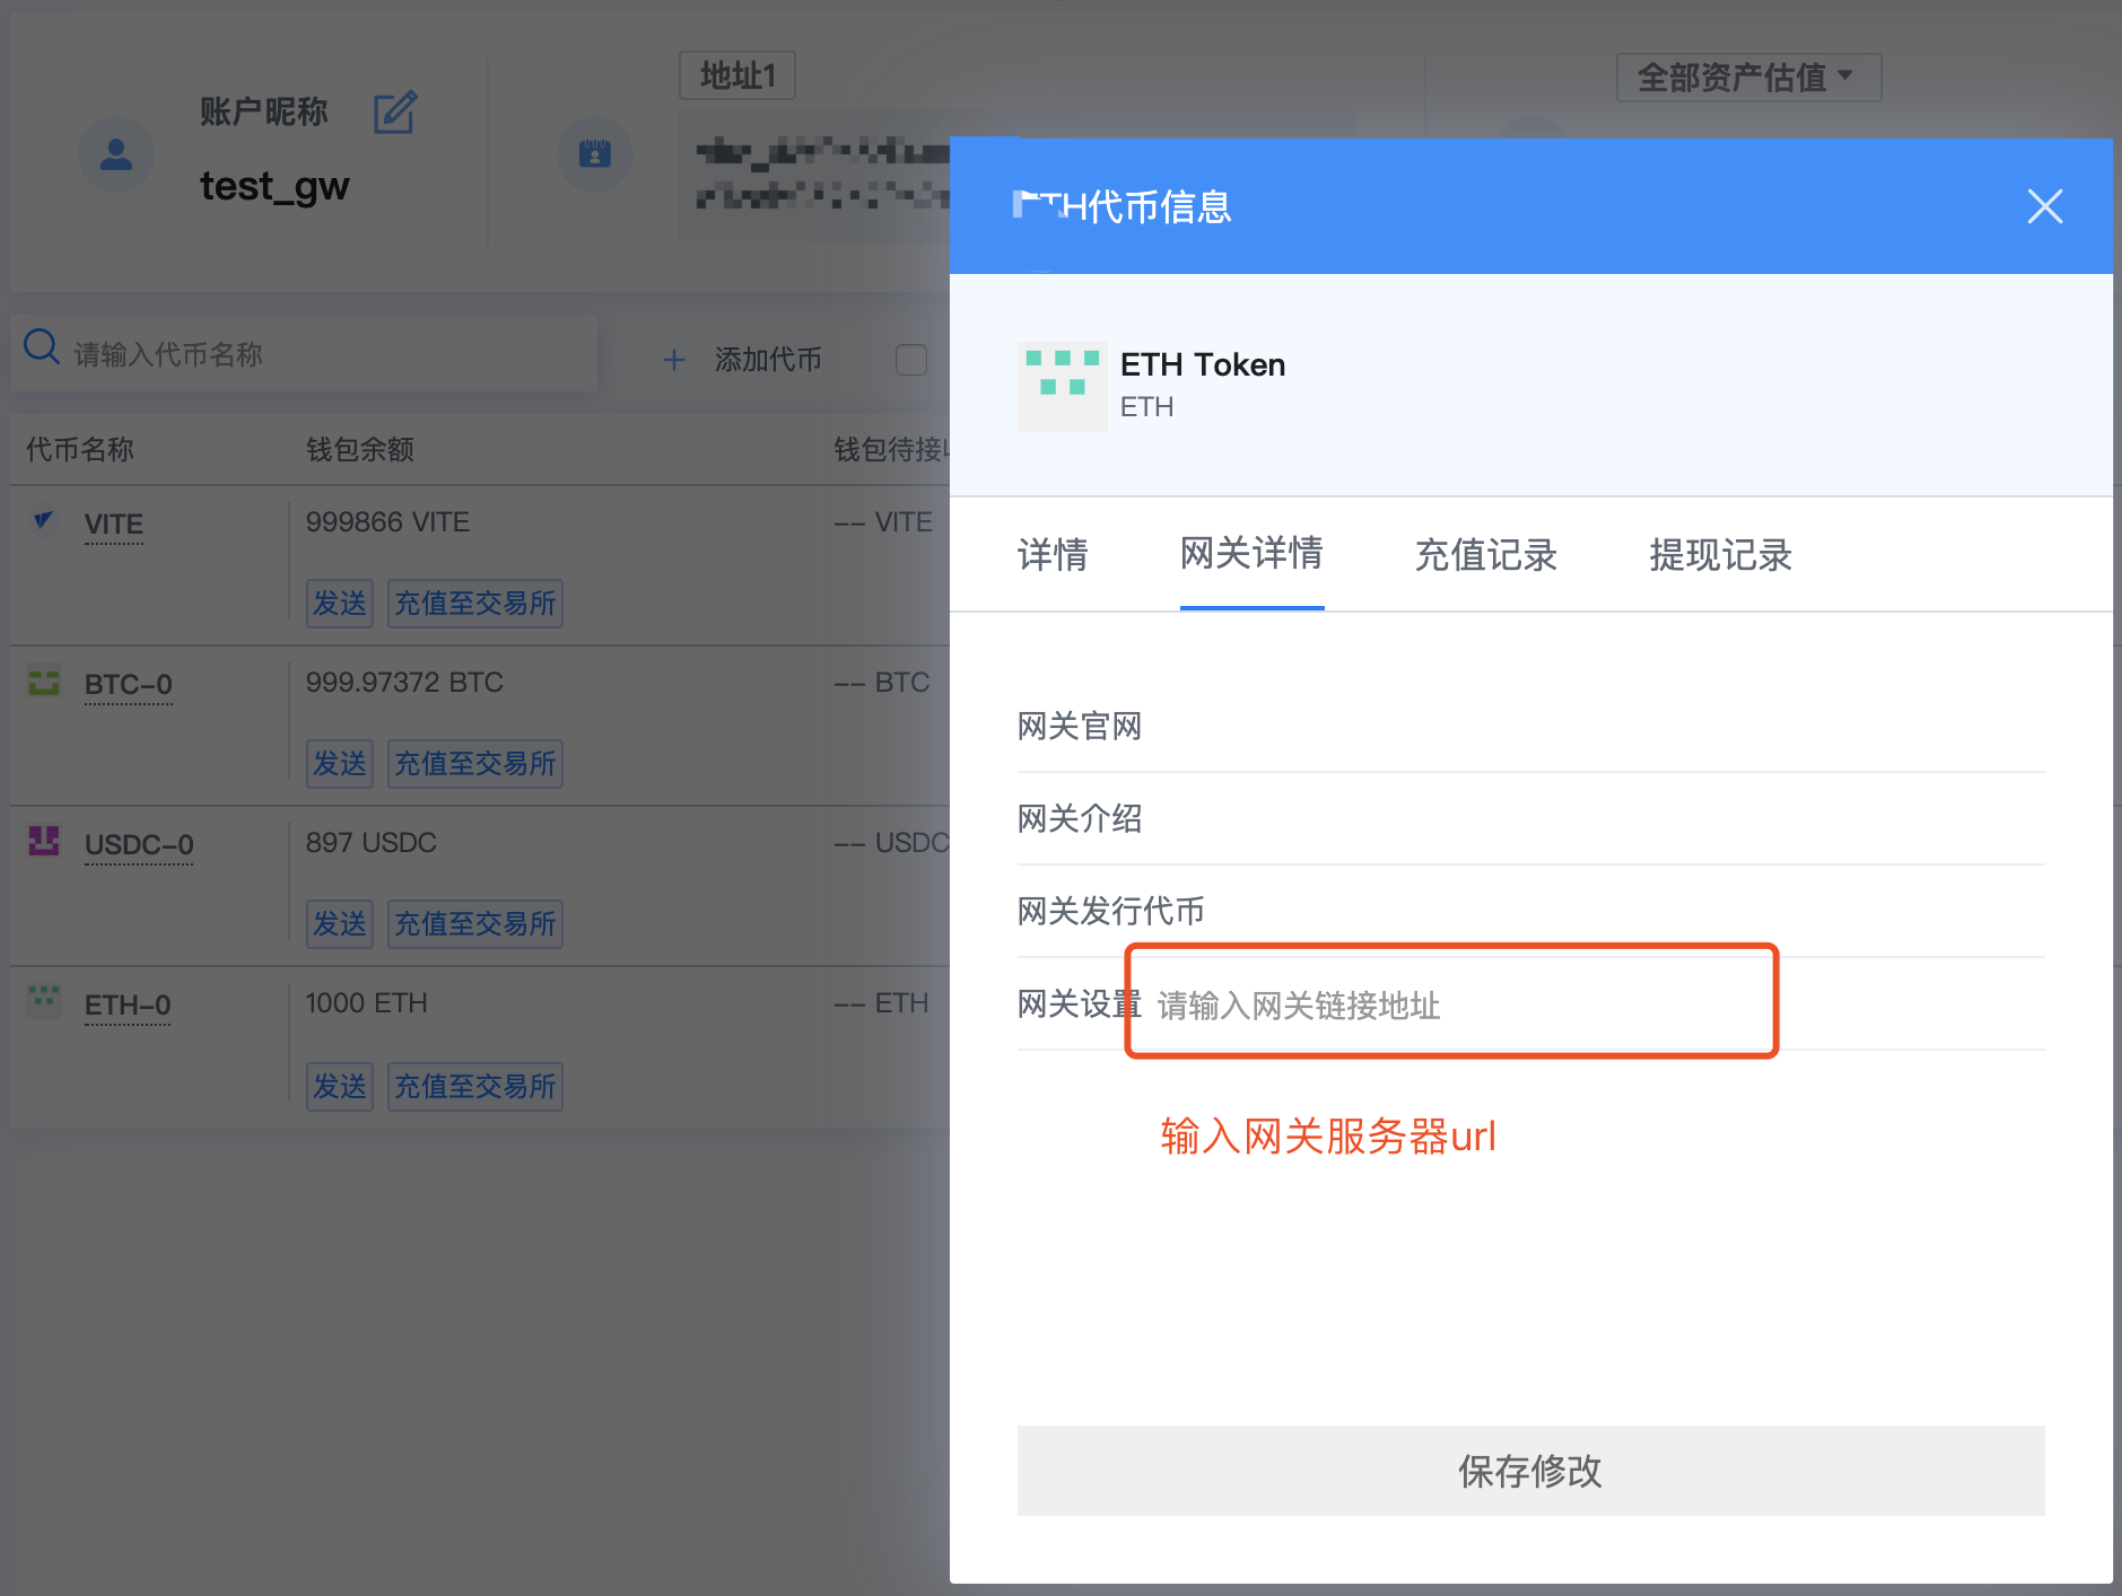 地址1
全部资产估值
账户昵称
test_gw
ETH代币信息
请输入代币名称
添加代币
ETH Token
ETH
代币名称
钱包余额
钱包待接
详情
网关详情
充值记录
提现记录
VITE
999866 VITE
-- VITE
发送
充值至交易所
BTC-0
999.97372 BTC
-- BTC
发送
充值至交易所
USDC-0
897 USDC
-- USDC
发送
充值至交易所
ETH-0
1000 ETH
-- ETH
发送
充值至交易所
网关官网
网关介绍
网关发行代币
网关设置
请输入网关链接地址
输入网关服务器url
保存修改